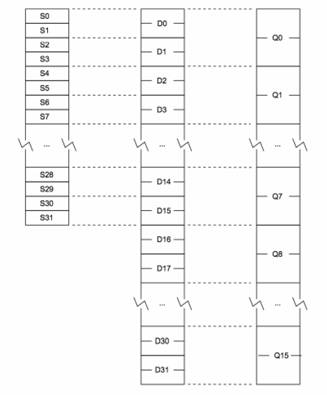 S0
S1
S2
S3
S4
S5
S6
S7
...
S28
S29
S30
S31
D0
D1
D2
D3
...
D14
D15
D16
D17
...
D30
D31
Q0
Q1
...
Q7
Q8
...
Q15